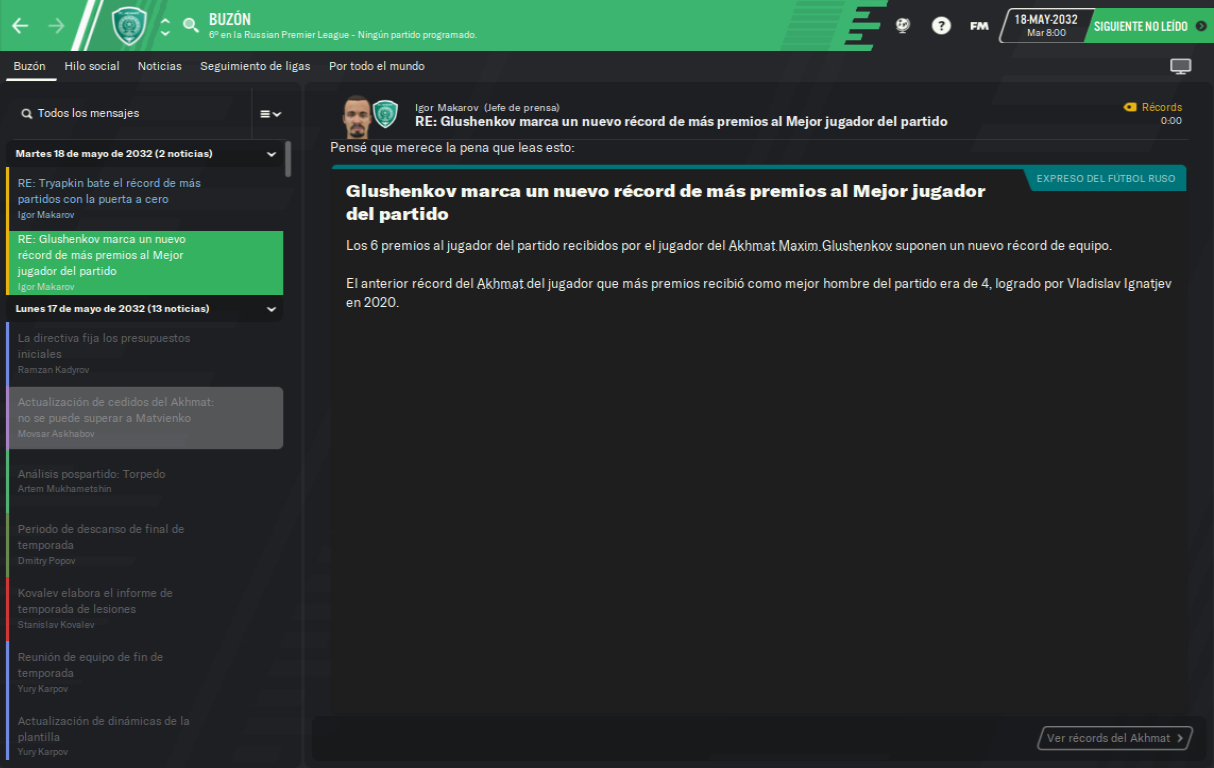 BUZÓN
6º en la Russian Premier League - Ningún partido programado.
?
FM
18-MAY-2032
Mar 8:00
SIGUIENTE NO LEÍDO
Buzón
Hilo social
Noticias
Seguimiento de ligas
Por todo el mundo
Todos los mensajes
Martes 18 de mayo de 2032 (2 noticias)
RE: Tryapkin bate el récord de más
partidos con la puerta a cero
Igor Makarov
RE: Glushenkov marca un nuevo
récord de más premios al Mejor
jugador del partido
Igor Makarov
Lunes 17 de mayo de 2032 (13 noticias)
La directiva fija los presupuestos
iniciales
Ramzan Kadyrov
Actualización de cedidos del Akhmat:
no se puede superar a Matvienko
Movsar Askhabov
Análisis pospartido: Torpedo
Artem Mukhametshin
Periodo de descanso de final de
temporada
Dmitry Popov
Kovalev elabora el informe de
temporada de lesiones
Stanislav Kovalev
Reunión de equipo de fin de
temporada
Yury Karpov
Actualización de dinámicas de la
plantilla
Yury Karpov
Igor Makarov (Jefe de prensa)
RE: Glushenkov marca un nuevo récord de más premios al Mejor jugador del partido
Récords
0:00
Pensé que merece la pena que leas esto:
EXPRESO DEL FÚTBOL RUSO
Glushenkov marca un nuevo récord de más premios al Mejor jugador
del partido
Los 6 premios al jugador del partido recibidos por el jugador del Akhmat Maxim Glushenkov suponen un nuevo récord de equipo.
El anterior récord del Akhmat del jugador que más premios recibió como mejor hombre del partido era de 4, logrado por Vladislav Ignatjev
en 2020.
Ver récords del Akhmat